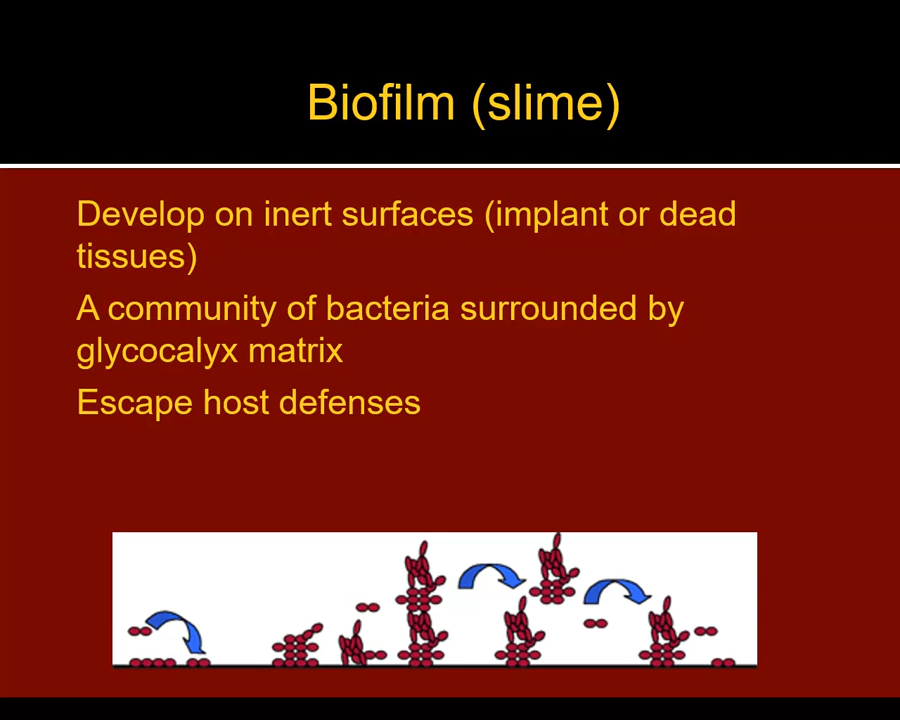 Biofilm (slime)
Develop on inert surfaces (implant or dead
tissues)
A community of bacteria surrounded by
glycocalyx matrix
Escape host defenses